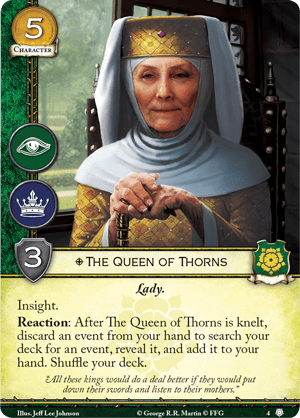 5
CHARACTER
3
THE QUEEN OF THORNS
Lady.
Insight.
Reaction: After The Queen of Thorns is knelt,
discard an event from your hand to search your
deck for an event, reveal it, and add it to your
hand. Shuffle your deck.
"All these kings would do a deal better if they would put
down their swords and listen to their mothers."
Illus. Jeff Lee Johnson © George R.R. Martin © FFG 4